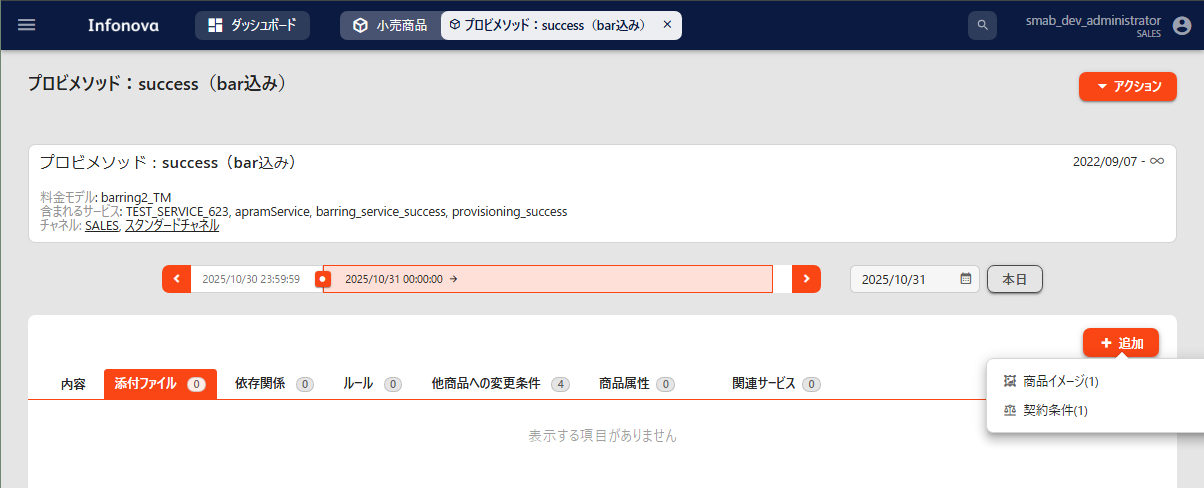 Infonova
ダッシュボード
小売商品
プロビメソッド：success（bar込み）
smab_dev_administrator
SALES
プロビメソッド：success（bar込み）
アクション
プロビメソッド：success（bar込み）
2022/09/07 - ∞
料金モデル: barring2_TM
含まれるサービス: TEST_SERVICE_623, apramService, barring_service_success, provisioning_success
チャネル: SALES, スタンダードチャネル
2025/10/30 23:59:59
2025/10/31 00:00:00 →
2025/10/31
本日
+ 追加
内容
添付ファイル 0
依存関係 0
ルール 0
他商品への変更条件 4
商品属性 0
関連サービス 0
商品イメージ(1)
契約条件(1)
表示する項目がありません